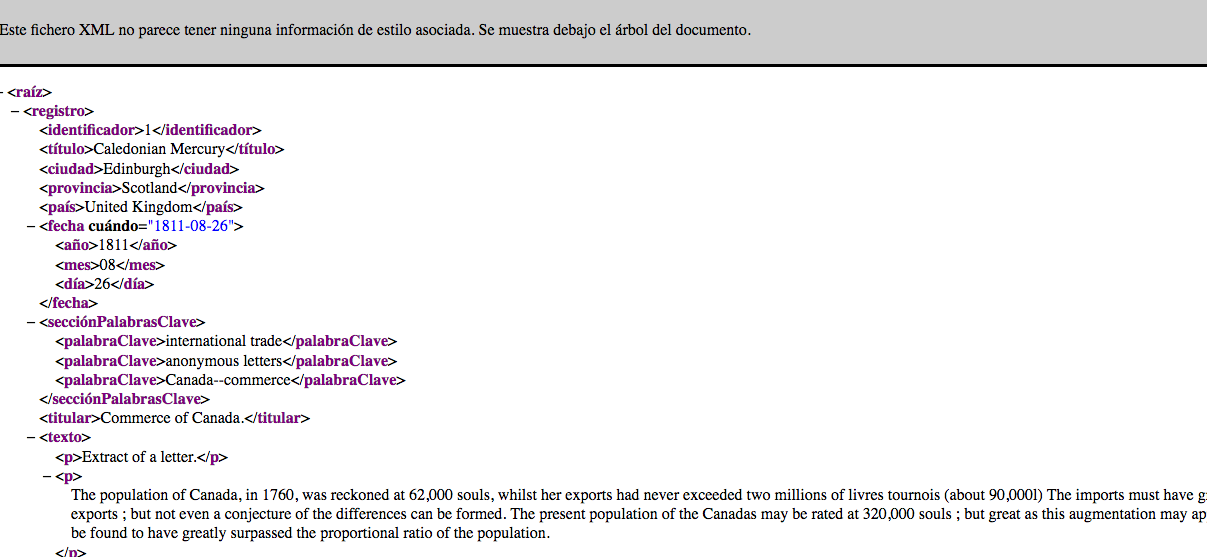 Este fichero XML no parece tener ninguna información de estilo asociada. Se muestra debajo el árbol del documento.
- <raíz>
- <registro>
<identificador>1</identificador>
<título>Caledonian Mercury</título>
<ciudad>Edinburgh</ciudad>
<provincia>Scotland</provincia>
<país>United Kingdom</país>
- <fecha cuándo="1811-08-26">
<año>1811</año>
<mes>08</mes>
<día>26</día>
</fecha>
- <secciónPalabrasClave>
<palabraClave>international trade</palabraClave>
<palabraClave>anonymous letters</palabraClave>
<palabraClave>Canada--commerce</palabraClave>
</secciónPalabrasClave>
<titular>Commerce of Canada.</titular>
- <texto>
<p>Extract of a letter.</p>
- <p>
The population of Canada, in 1760, was reckoned at 62,000 souls, whilst her exports had never exceeded two millions of livres tournois (about 90,000l) The imports must have
exports ; but not even a conjecture of the differences can be formed. The present population of the Canadas may be rated at 320,000 souls ; but great as this augmentation may
be found to have greatly surpassed the proportional ratio of the population.
</p>